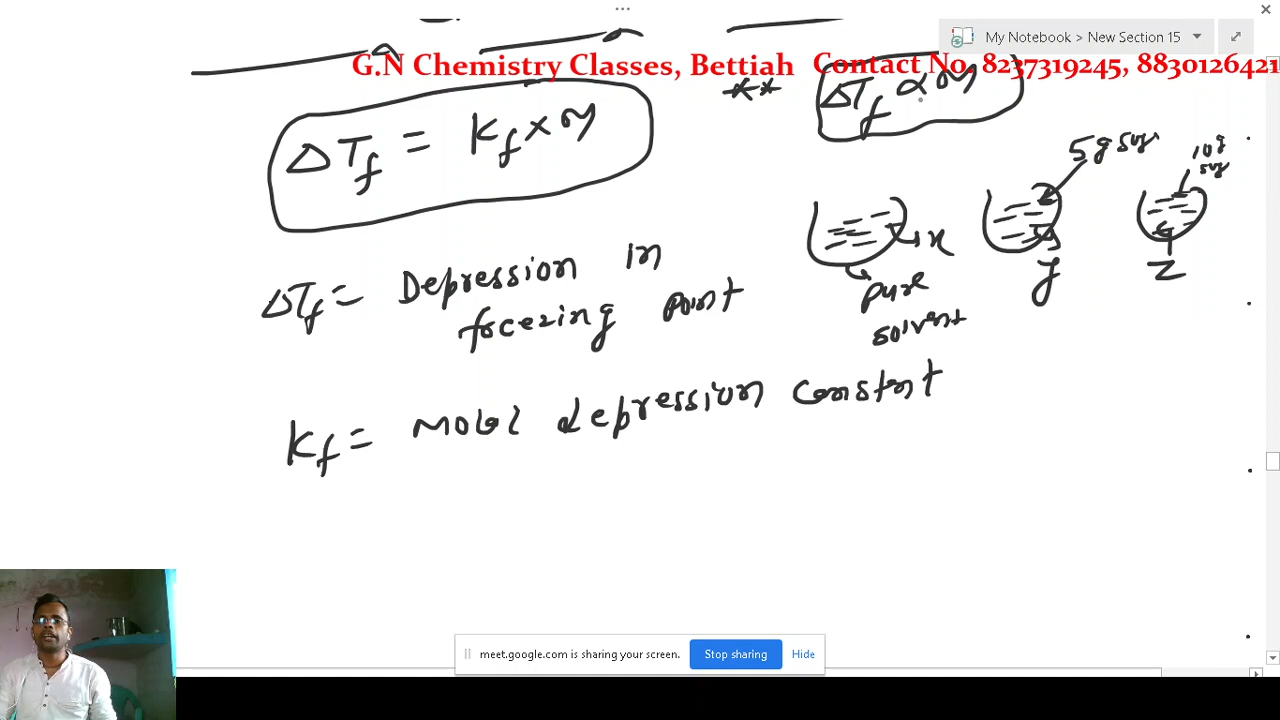 My Notebook > New Section 15
G.N Chemistry Classes, Bettiah Contact No. 8237319245, 8830126421
ΔTf = Kf × m
** ΔTf α m
5g sugr
10g
sug
x
y
z
pure
solvent
ΔTf = Depression in
freezing point
Kf = molal depression constant
meet.google.com is sharing your screen. Stop sharing Hide